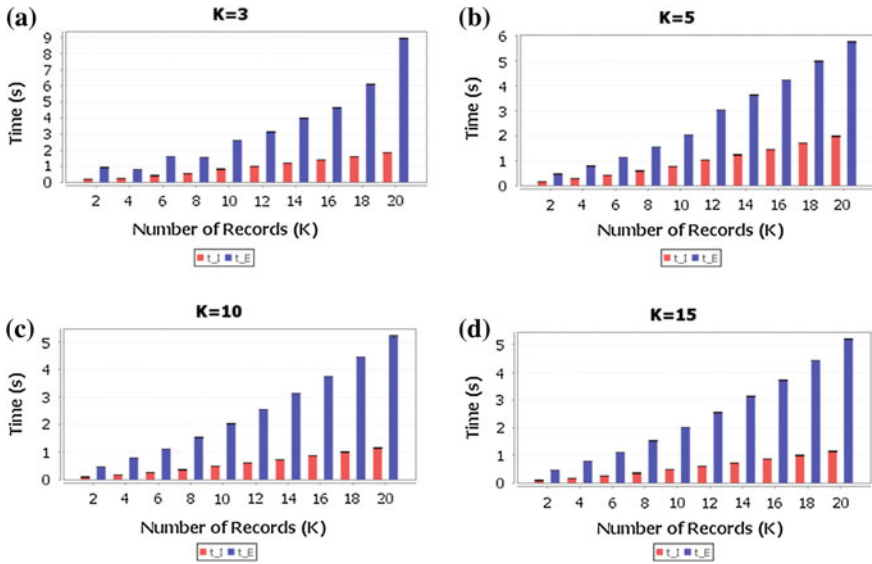 (a)
K=3
Time (s)
9
8
7
6
5
4
3
2
1
0
2 4 6 8 10 12 14 16 18 20
Number of Records (K)
t_I t_E
(b)
K=5
Time (s)
6
5
4
3
2
1
0
2 4 6 8 10 12 14 16 18 20
Number of Records (K)
t_I t_E
(c)
K=10
Time (s)
5
4
3
2
1
0
2 4 6 8 10 12 14 16 18 20
Number of Records (K)
t_I t_E
(d)
K=15
Time (s)
5
4
3
2
1
0
2 4 6 8 10 12 14 16 18 20
Number of Records (K)
t_I t_E